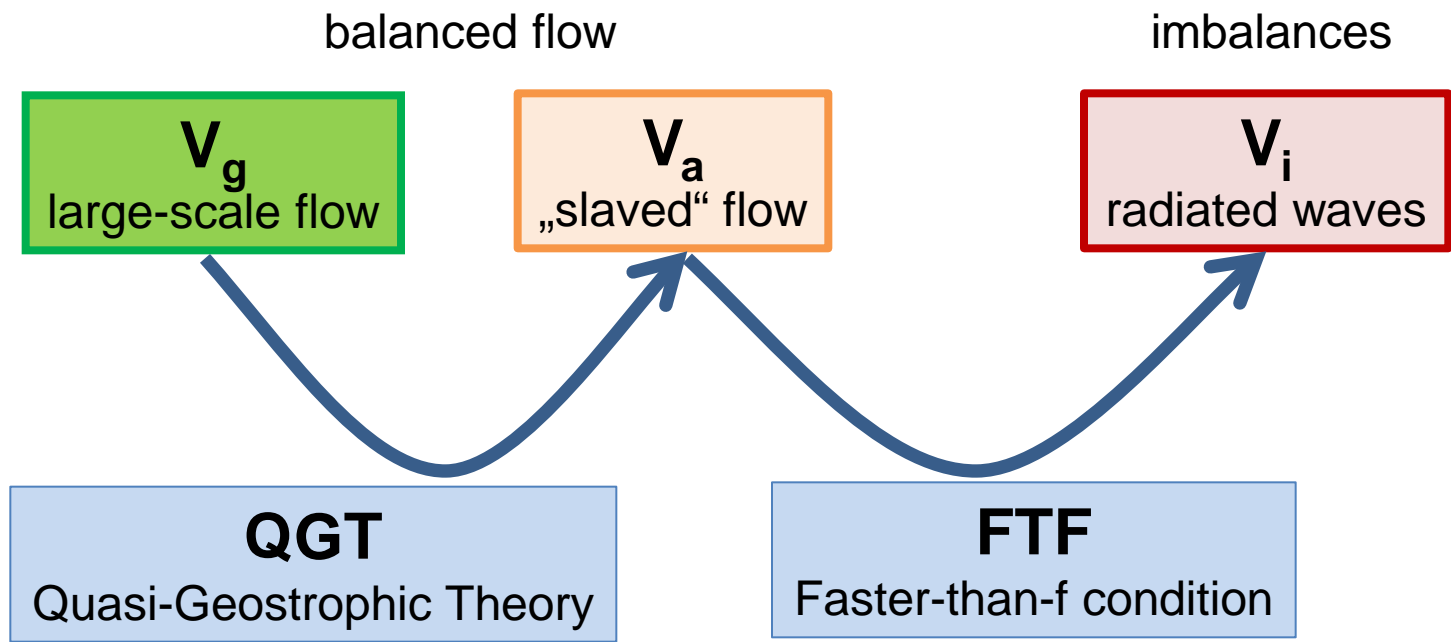 balanced flow
imbalances
Vg
large-scale flow
Va
„slaved“ flow
Vi
radiated waves
QGT
Quasi-Geostrophic Theory
FTF
Faster-than-f condition